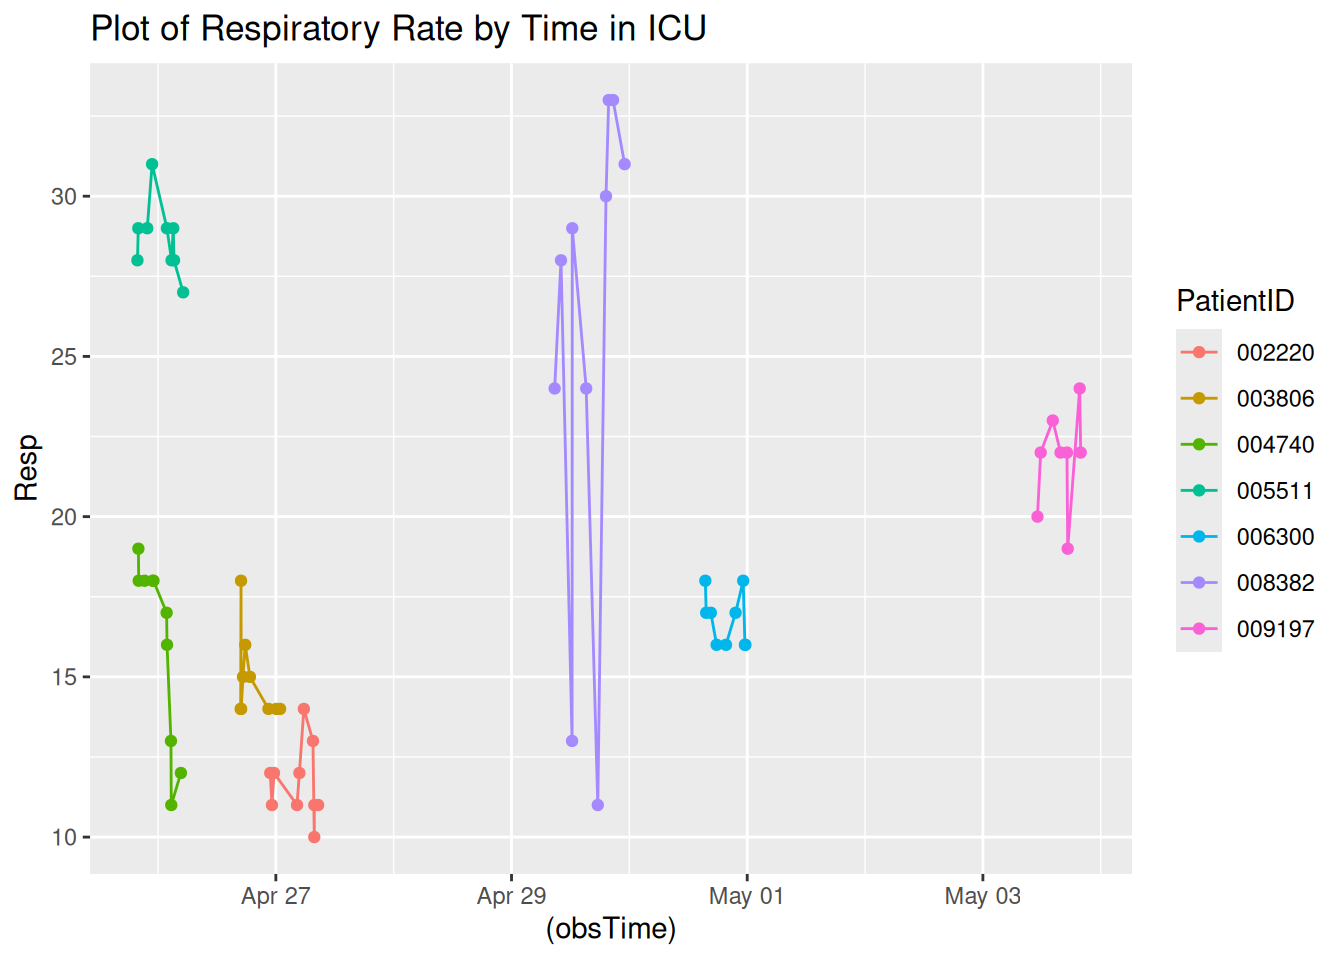 Plot of Respiratory Rate by Time in ICU
Resp
30
25
20
15
10
Apr 27
Apr 29
May 01
May 03
(obsTime)
PatientID
002220
003806
004740
005511
006300
008382
009197